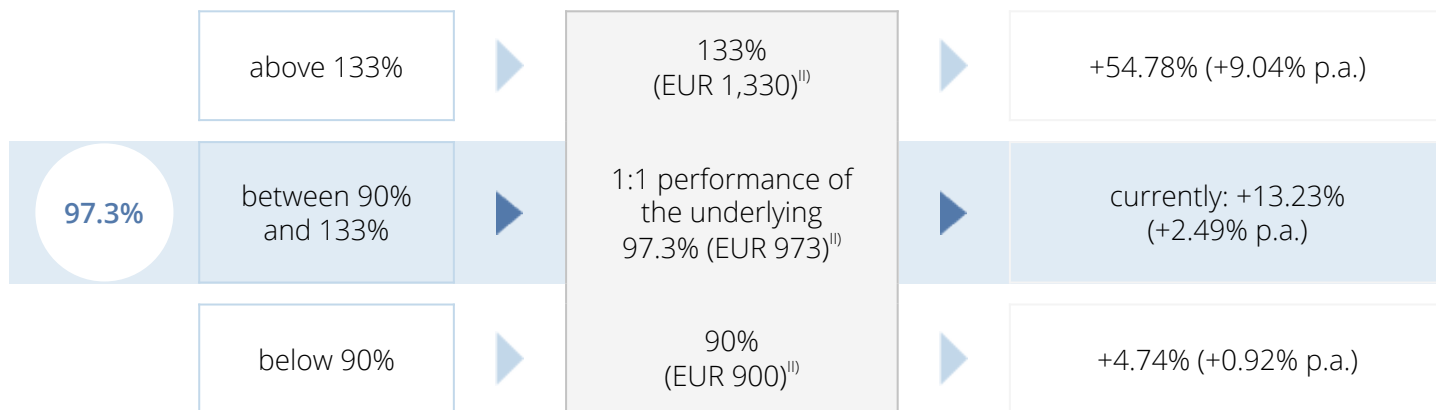 above 133%
133%
(EUR 1,330)II)
+54.78% (+9.04% p.a.)
97.3%
between 90%
and 133%
1:1 performance of
the underlying
97.3% (EUR 973)II)
currently: +13.23%
(+2.49% p.a.)
below 90%
90%
(EUR 900)II)
+4.74% (+0.92% p.a.)